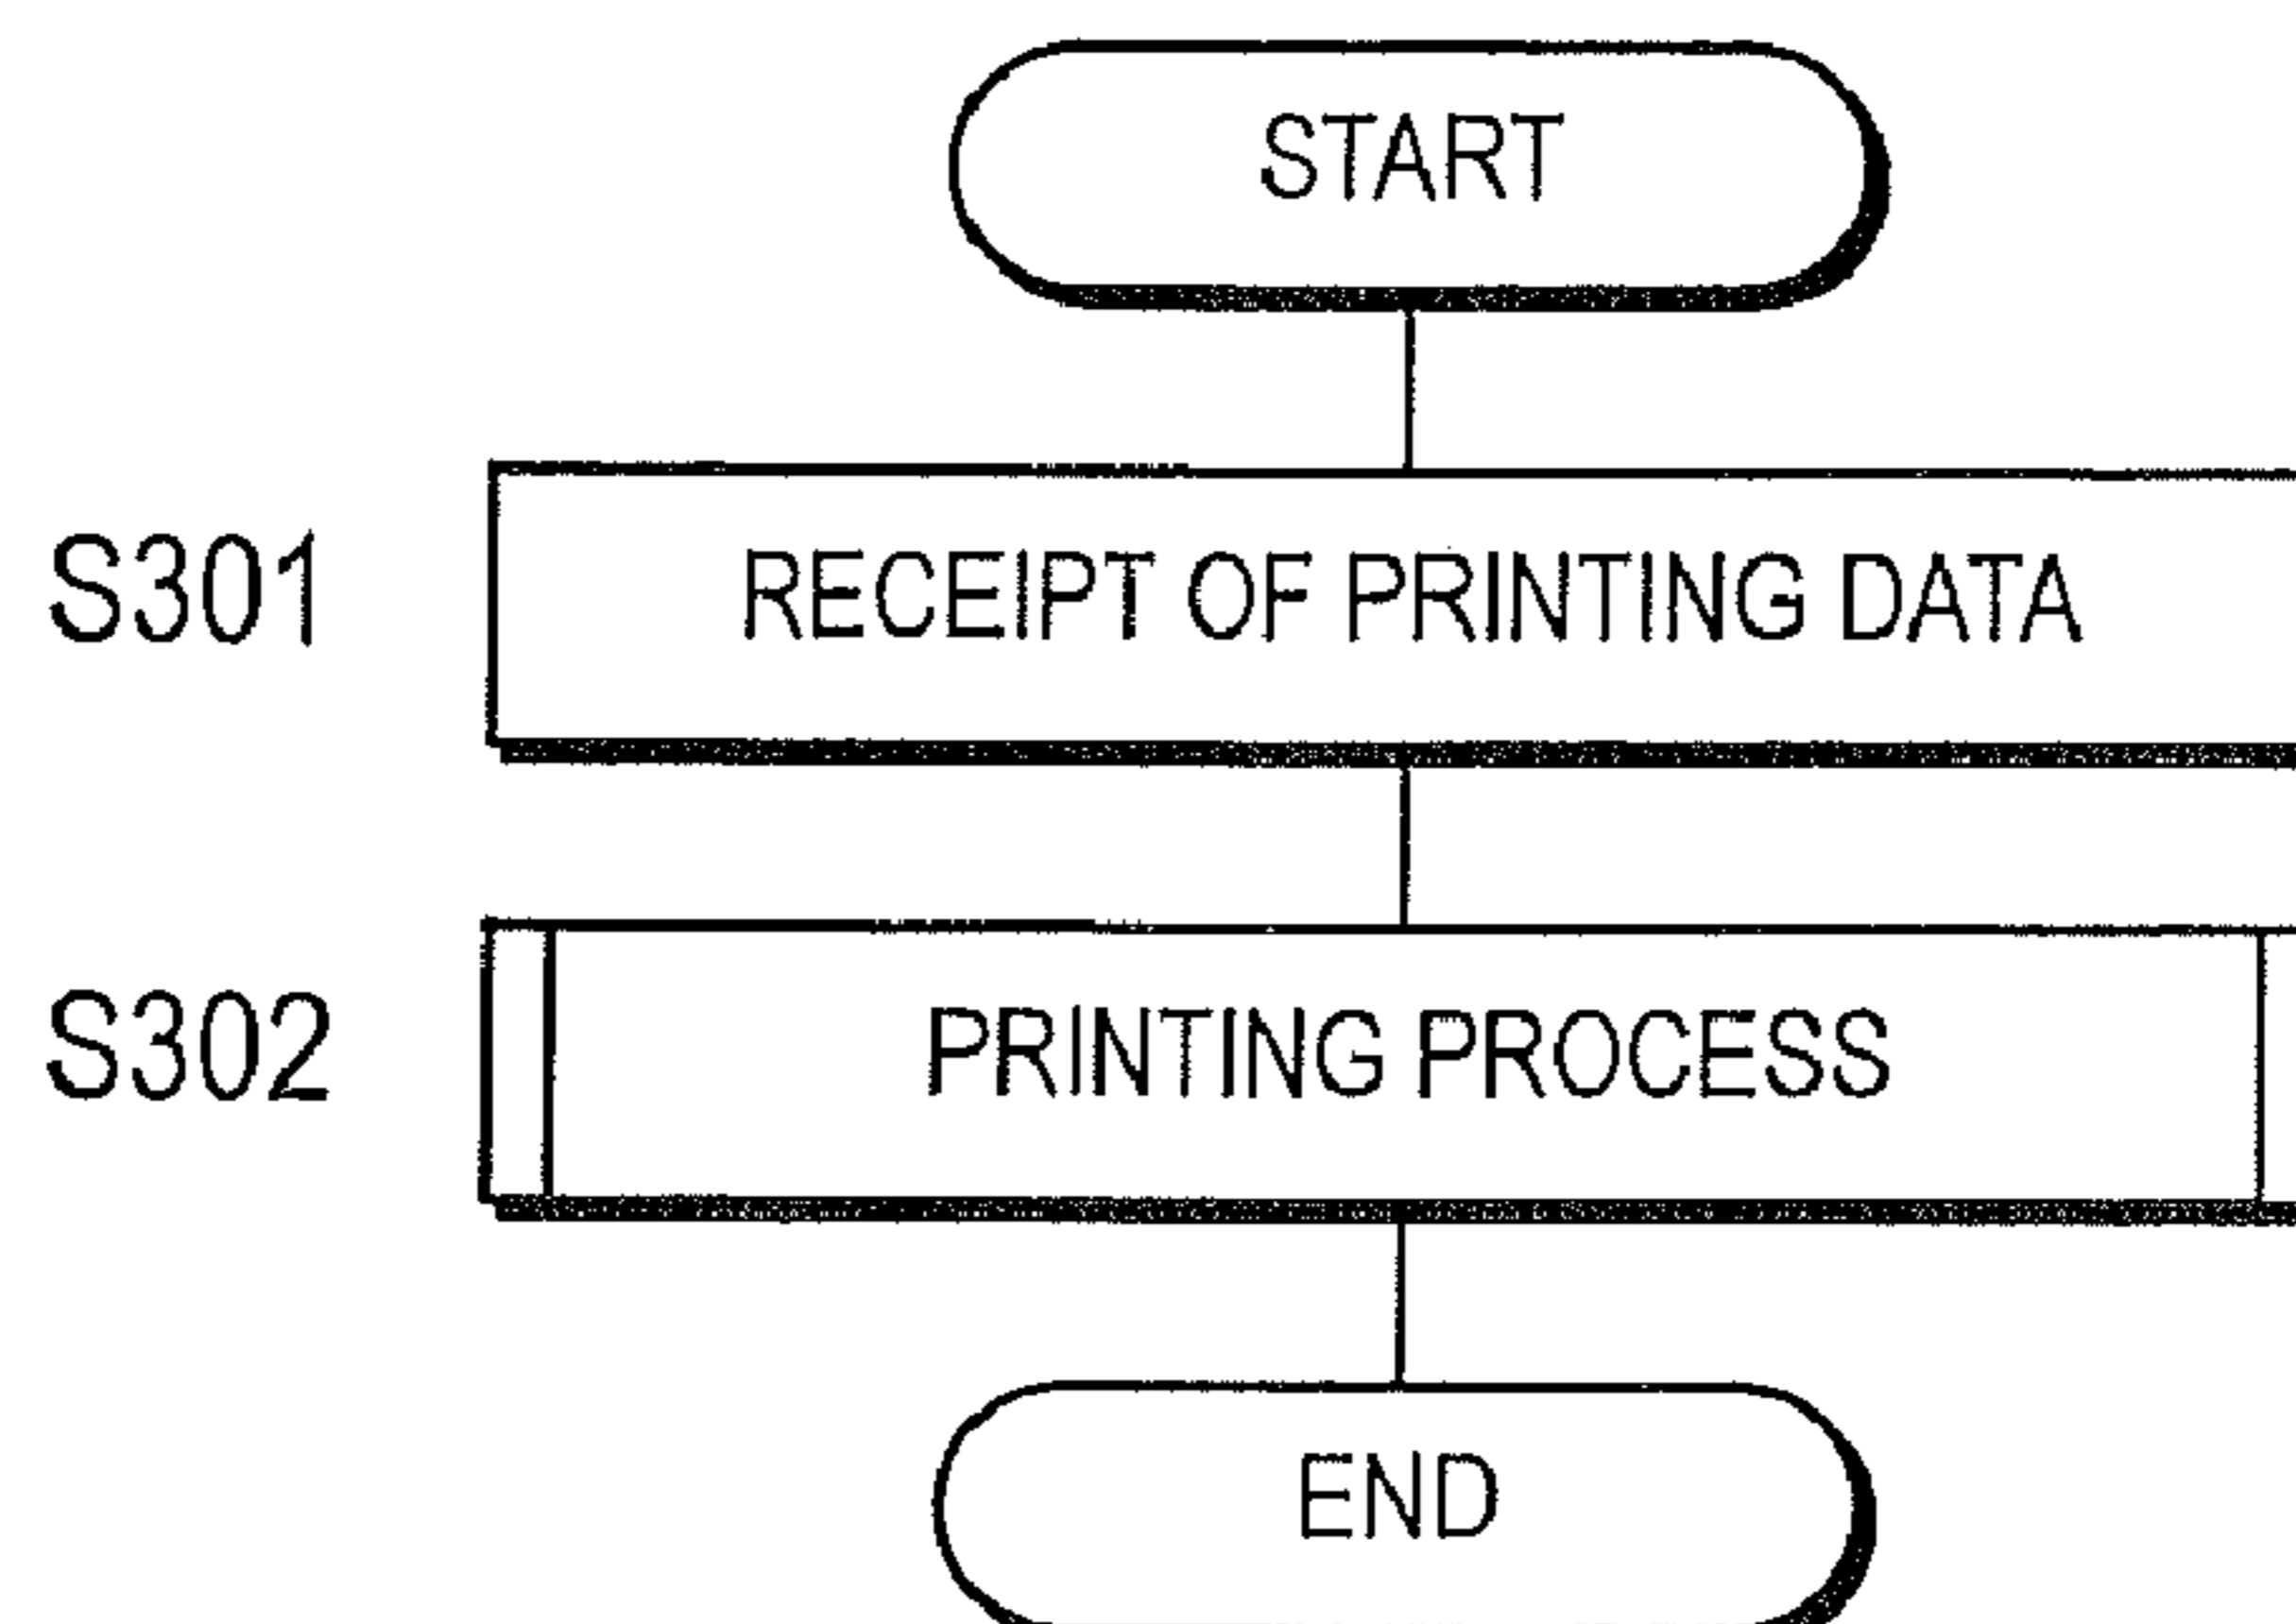 START
S301 RECEIPT OF PRINTING DATA
S302 PRINTING PROCESS
END